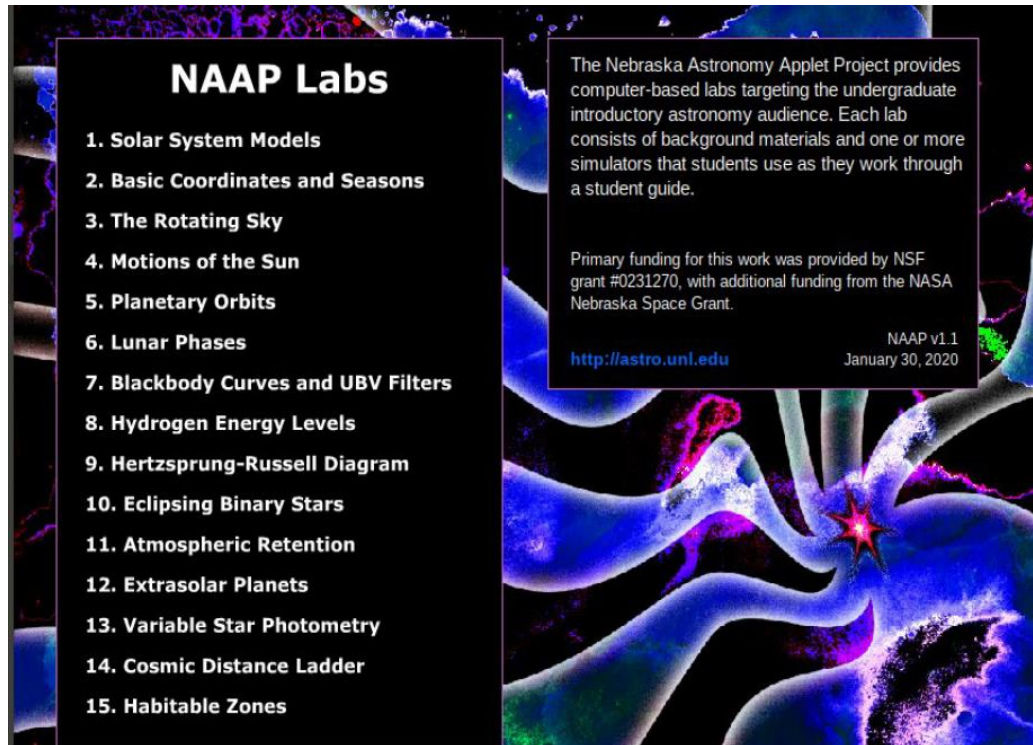 NAAP Labs
1. Solar System Models
2. Basic Coordinates and Seasons
3. The Rotating Sky
4. Motions of the Sun
5. Planetary Orbits
6. Lunar Phases
7. Blackbody Curves and UBV Filters
8. Hydrogen Energy Levels
9. Hertzsprung-Russell Diagram
10. Eclipsing Binary Stars
11. Atmospheric Retention
12. Extrasolar Planets
13. Variable Star Photometry
14. Cosmic Distance Ladder
15. Habitable Zones
The Nebraska Astronomy Applet Project provides
computer-based labs targeting the undergraduate
introductory astronomy audience. Each lab
consists of background materials and one or more
simulators that students use as they work through
a student guide.
Primary funding for this work was provided by NSF
grant #0231270, with additional funding from the NASA
Nebraska Space Grant.
NAAP v1.1
http://astro.unl.edu January 30, 2020